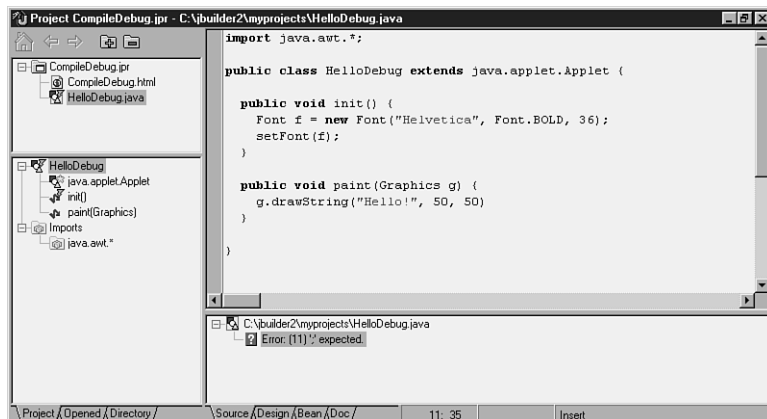 Project CompileDebug.jpr - C:\jbuilder2\myprojects\HelloDebug.java
CompileDebug.jpr
CompileDebug.html
HelloDebug.java
HelloDebug
java.applet.Applet
init()
paint(Graphics)
Imports
java.awt.*
import java.awt.*;
public class HelloDebug extends java.applet.Applet {
public void init() {
Font f = new Font("Helvetica", Font.BOLD, 36);
setFont(f);
}
public void paint(Graphics g) {
g.drawString("Hello!", 50, 50)
}
}
C:\jbuilder2\myprojects\HelloDebug.java
Error: (11) ';' expected.
Project Opened Directory
Source Design Bean Doc
11: 35
Insert